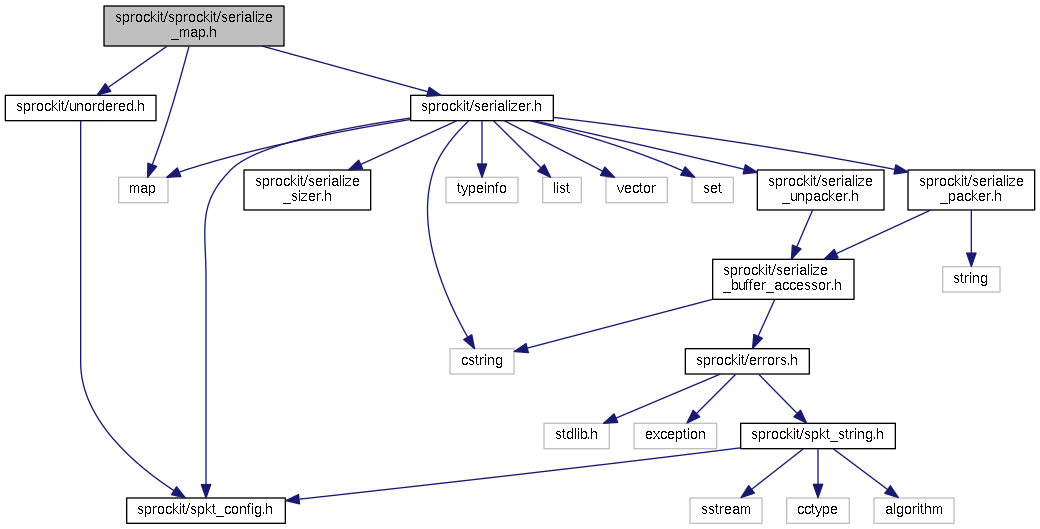 sprockit/sprockit/serialize
_map.h
sprockit/unordered.h
sprockit/serializer.h
map
sprockit/serialize
_sizer.h
typeinfo
list
vector
set
sprockit/serialize
_unpacker.h
sprockit/serialize
_packer.h
sprockit/serialize
_buffer_accessor.h
string
cstring
sprockit/errors.h
stdlib.h
exception
sprockit/spkt_string.h
sprockit/spkt_config.h
sstream
cctype
algorithm